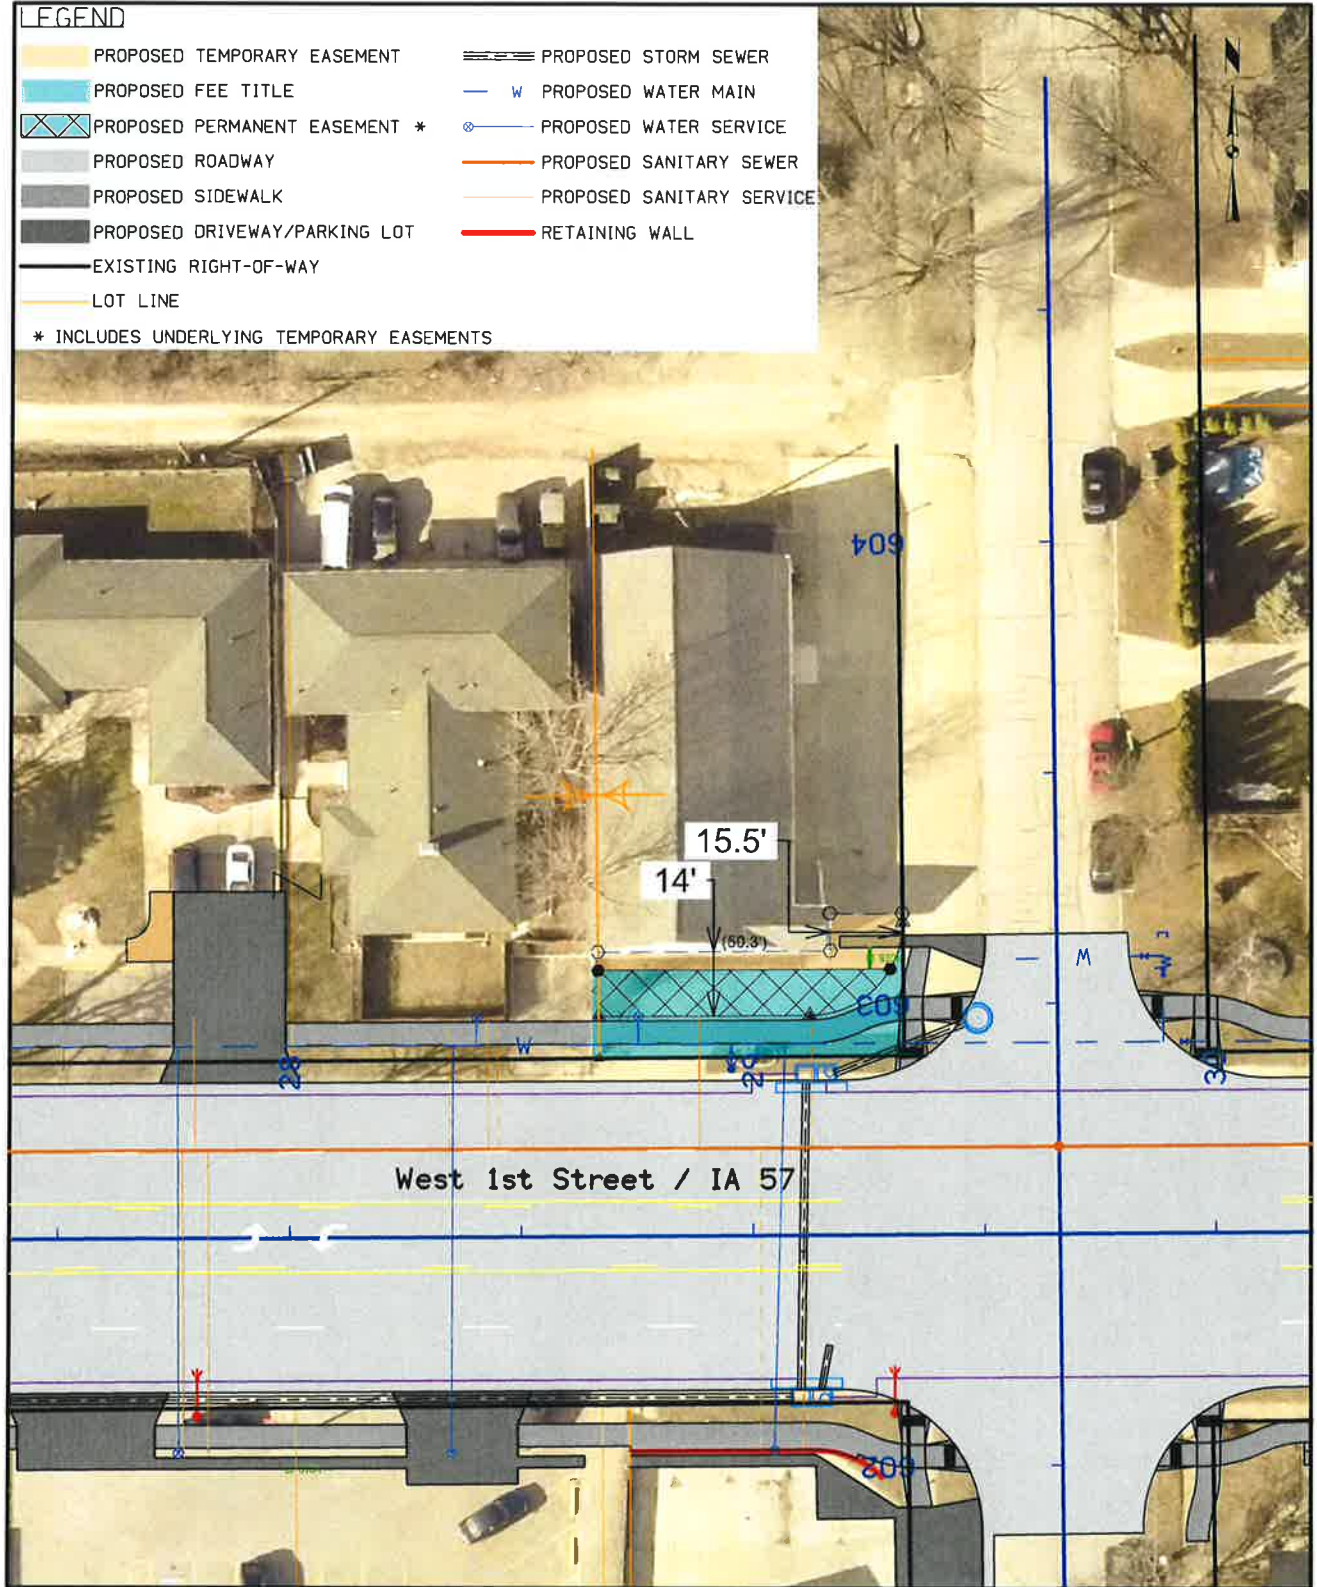 LEGEND
PROPOSED TEMPORARY EASEMENT
PROPOSED FEE TITLE
PROPOSED PERMANENT EASEMENT *
PROPOSED ROADWAY
PROPOSED SIDEWALK
PROPOSED DRIVEWAY/PARKING LOT
EXISTING RIGHT-OF-WAY
LOT LINE
* INCLUDES UNDERLYING TEMPORARY EASEMENTS
PROPOSED STORM SEWER
W PROPOSED WATER MAIN
PROPOSED WATER SERVICE
PROPOSED SANITARY SEWER
PROPOSED SANITARY SERVICE
RETAINING WALL
N
604
15.5'
14'
(50.3')
W
603
W
28
29
30
West 1st Street / IA 57
602